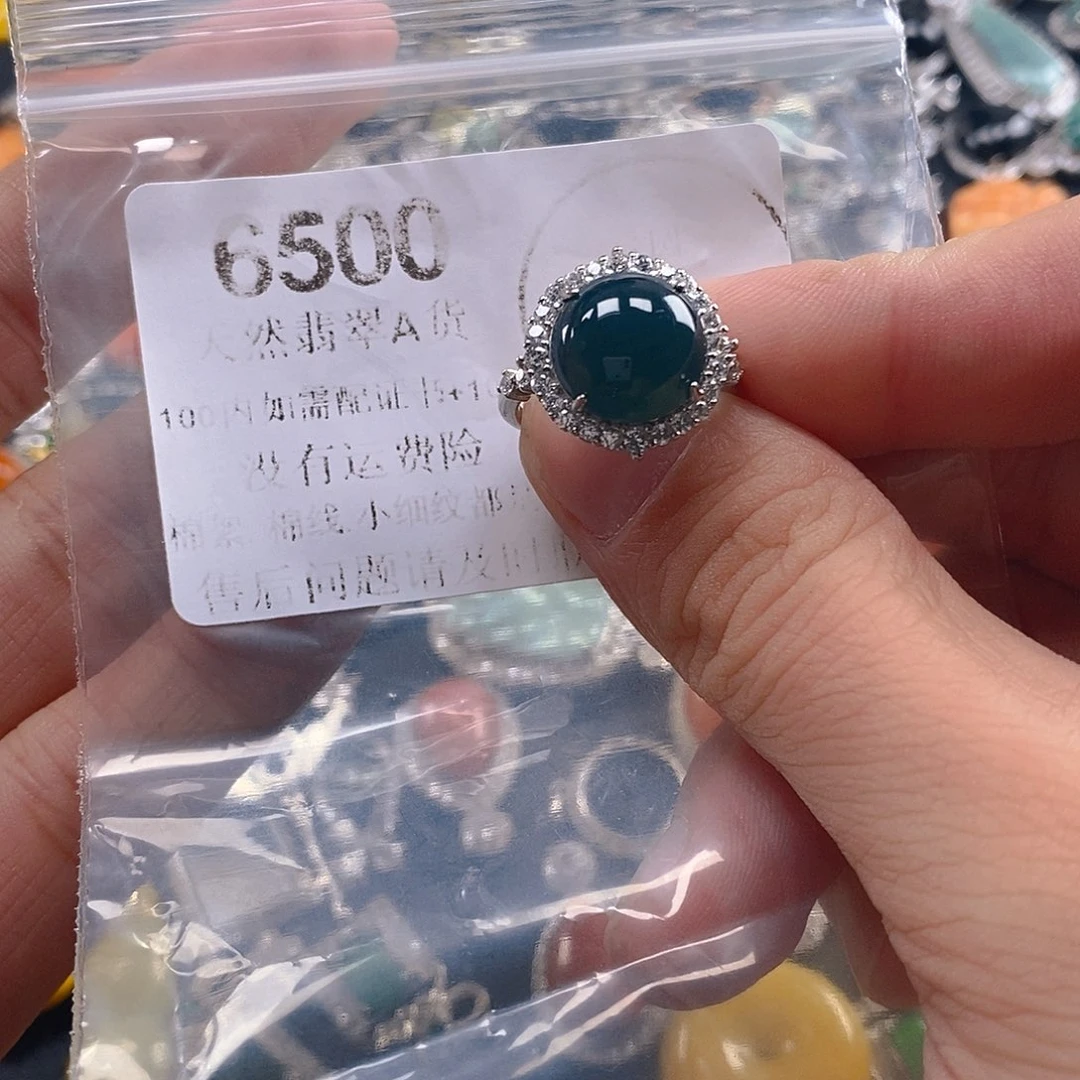 6500
天然翡翠A货
100内如需配证书+1
没有运费险
棉絮 棉线 小细纹都
售后问题请及时